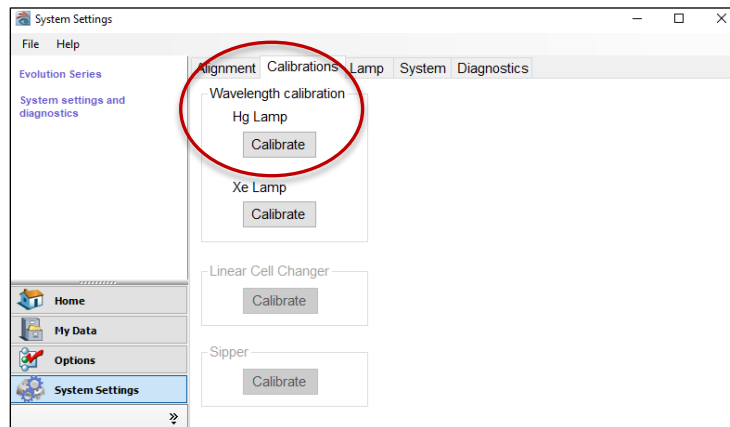 System Settings
File Help
Evolution Series
System settings and
diagnostics
Home
My Data
Options
System Settings
Alignment Calibrations Lamp System Diagnostics
Wavelength calibration
Hg Lamp
Calibrate
Xe Lamp
Calibrate
Linear Cell Changer
Calibrate
Sipper
Calibrate